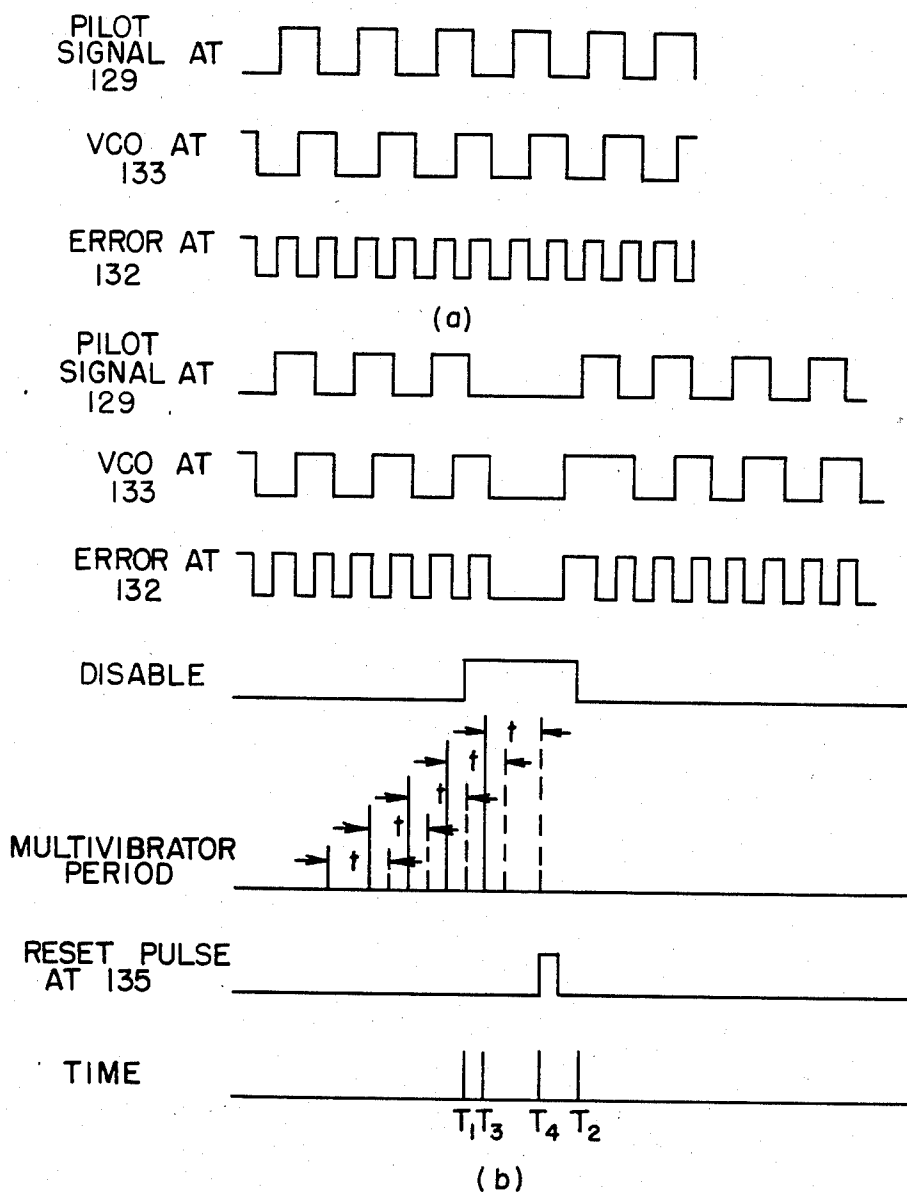 PILOT
SIGNAL AT
129
VCO AT
133
ERROR AT
132
(a)
PILOT
SIGNAL AT
129
VCO AT
133
ERROR AT
132
DISABLE
t
t
t
t
t
MULTIVIBRATOR
PERIOD
RESET PULSE
AT 135
TIME
T₁ T₃ T₄ T₂
(b)